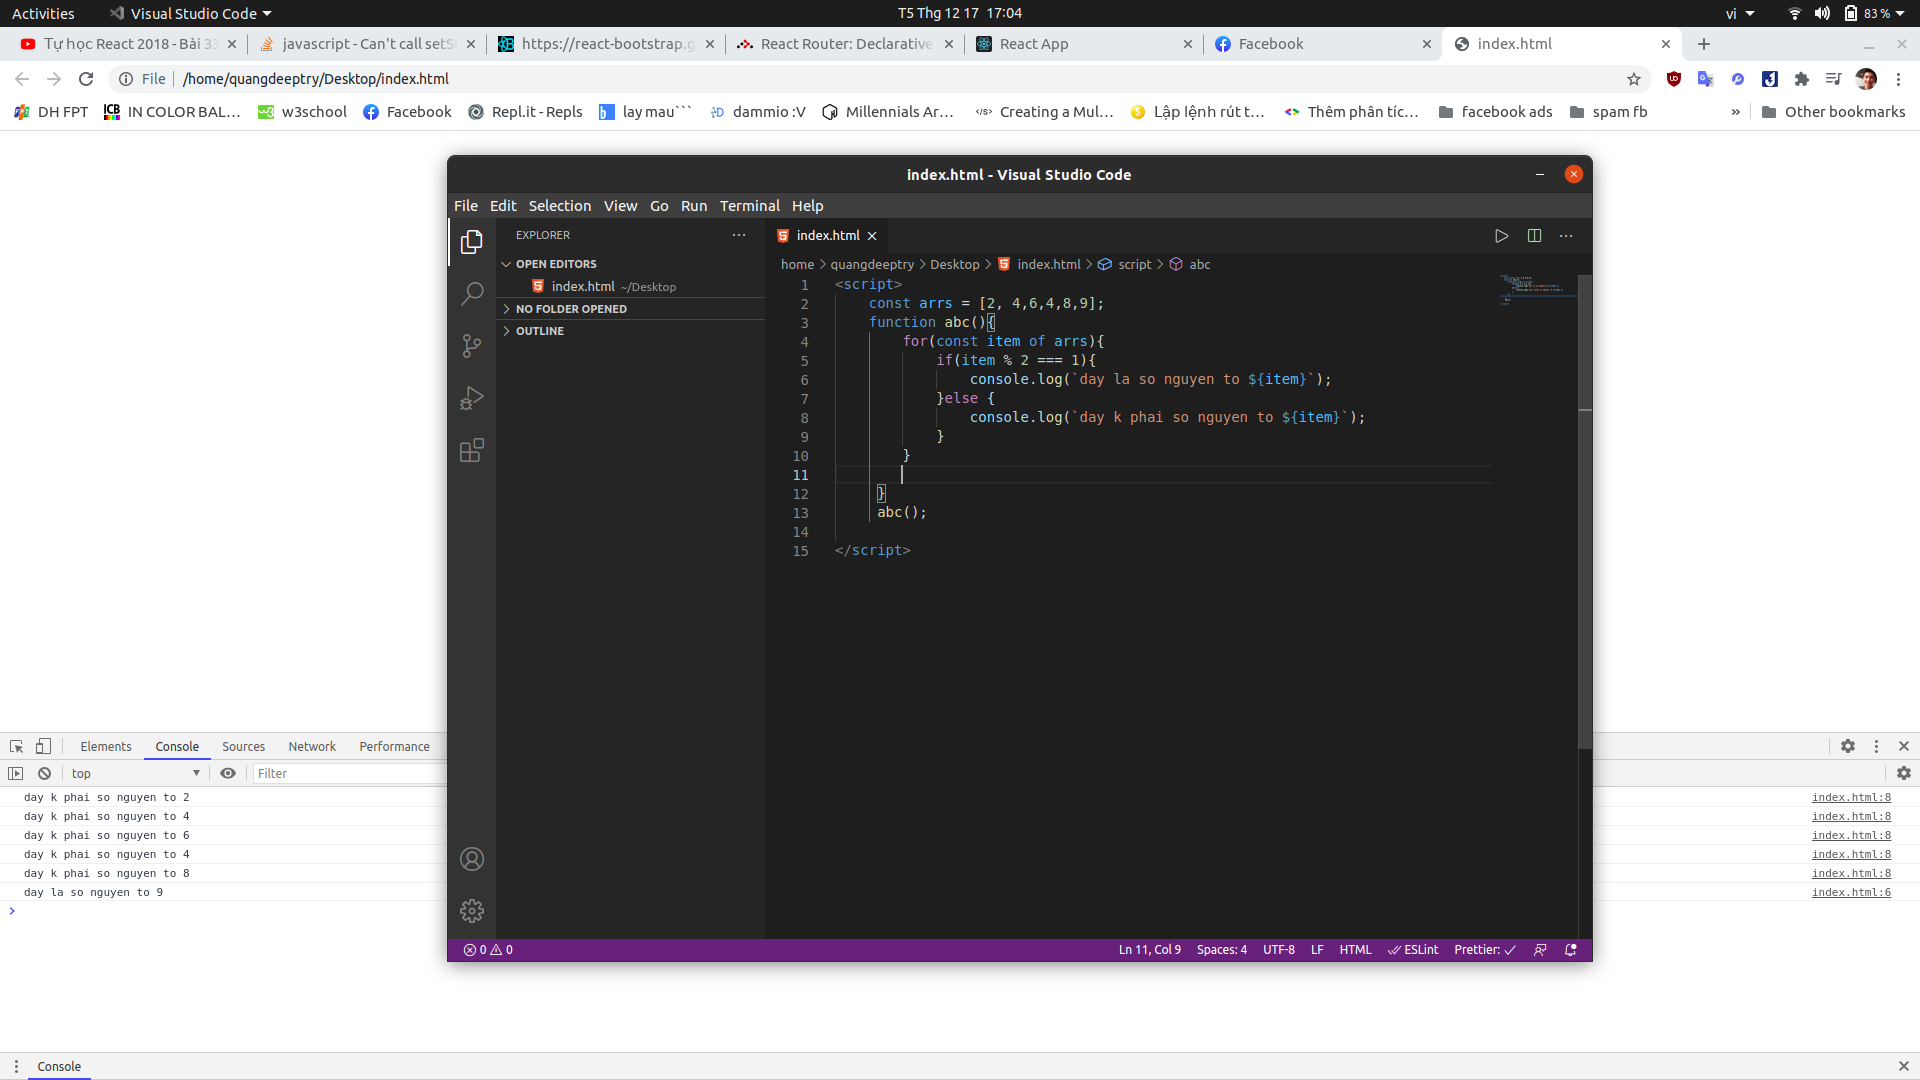 Activities
Visual Studio Code
T5 Thg 12 17 17:04
vi
83 %
Tự học React 2018 - Bài 33
javascript - Can't call setS
https://react-bootstrap.g
React Router: Declarative
React App
Facebook
index.html
File
/home/quangdeeptry/Desktop/index.html
DH FPT
IN COLOR BAL...
w3school
Facebook
Repl.it - Repls
lay mau```
dammio :V
Millennials Ar...
Creating a Mul...
Lập lệnh rút t...
Thêm phân tíc...
facebook ads
spam fb
»
Other bookmarks
index.html - Visual Studio Code
File Edit Selection View Go Run Terminal Help
EXPLORER
OPEN EDITORS
index.html ~/Desktop
NO FOLDER OPENED
OUTLINE
index.html
home > quangdeeptry > Desktop > index.html > script > abc
1 <script>
2 const arrs = [2, 4,6,4,8,9];
3 function abc(){
4 for(const item of arrs){
5 if(item % 2 === 1){
6 console.log(`day la so nguyen to ${item}`);
7 }else {
8 console.log(`day k phai so nguyen to ${item}`);
9 }
10 }
11
12 }
13 abc();
14
15 </script>
0 0
Ln 11, Col 9
Spaces: 4
UTF-8
LF
HTML
ESLint
Prettier:
Elements
Console
Sources
Network
Performance
top
Filter
day k phai so nguyen to 2 index.html:8
day k phai so nguyen to 4 index.html:8
day k phai so nguyen to 6 index.html:8
day k phai so nguyen to 4 index.html:8
day k phai so nguyen to 8 index.html:8
day la so nguyen to 9 index.html:6
>
Console